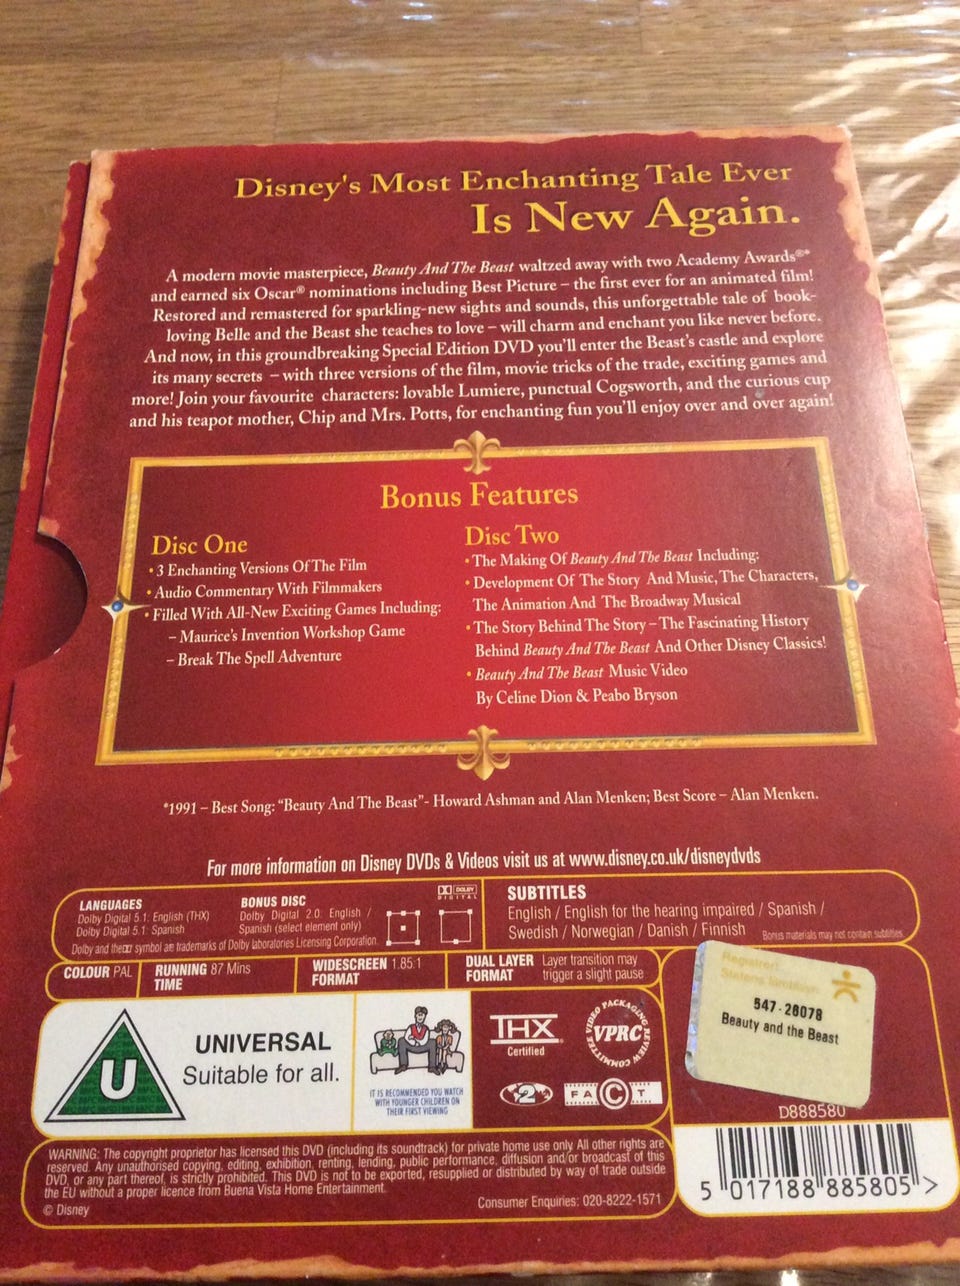 Disney's Most Enchanting Tale Ever
Is New Again.
A modern movie masterpiece, Beauty And The Beast waltzed away with two Academy Awards®*
and earned six Oscar® nominations including Best Picture – the first ever for an animated film!
Restored and remastered for sparkling-new sights and sounds, this unforgettable tale of book-
loving Belle and the Beast she teaches to love – will charm and enchant you like never before.
And now, in this groundbreaking Special Edition DVD you'll enter the Beast's castle and explore
its many secrets – with three versions of the film, movie tricks of the trade, exciting games and
more! Join your favourite characters: lovable Lumiere, punctual Cogsworth, and the curious cup
and his teapot mother, Chip and Mrs. Potts, for enchanting fun you'll enjoy over and over again!
Bonus Features
Disc One
• 3 Enchanting Versions Of The Film
• Audio Commentary With Filmmakers
• Filled With All-New Exciting Games Including:
– Maurice's Invention Workshop Game
– Break The Spell Adventure
Disc Two
• The Making Of Beauty And The Beast Including:
• Development Of The Story And Music, The Characters,
The Animation And The Broadway Musical
• The Story Behind The Story – The Fascinating History
Behind Beauty And The Beast And Other Disney Classics!
• Beauty And The Beast Music Video
By Celine Dion & Peabo Bryson
*1991 – Best Song: "Beauty And The Beast"- Howard Ashman and Alan Menken; Best Score – Alan Menken.
For more information on Disney DVDs & Videos visit us at www.disney.co.uk/disneydvds
LANGUAGES
Dolby Digital 5.1: English (THX)
Dolby Digital 5.1: Spanish
BONUS DISC
Dolby Digital 2.0: English /
Spanish (select element only)
Dolby and the symbol are trademarks of Dolby laboratories Licensing Corporation.
DOLBY
DIGITAL
SUBTITLES
English / English for the hearing impaired / Spanish /
Swedish / Norwegian / Danish / Finnish
Bonus materials may not contain subtitles.
COLOUR PAL
RUNNING 87 Mins
TIME
WIDESCREEN 1.85:1
FORMAT
DUAL LAYER
FORMAT
Layer transition may
trigger a slight pause
U
UNIVERSAL
Suitable for all.
IT IS RECOMMENDED YOU WATCH
WITH YOUNGER CHILDREN ON
THEIR FIRST VIEWING
THX
Certified
VIDEO PACKAGING REVIEW COMMITTEE
VPRC
2
FACT
Registrert
Statens
547-28078
Beauty and the Beast
D888580
5 017188 885805 >
WARNING: The copyright proprietor has licensed this DVD (including its soundtrack) for private home use only. All other rights are
reserved. Any unauthorised copying, editing, exhibition, renting, lending, public performance, diffusion and/or broadcast of this
DVD, or any part thereof, is strictly prohibited. This DVD is not to be exported, resupplied or distributed by way of trade outside
the EU without a proper licence from Buena Vista Home Entertainment.
© Disney
Consumer Enquiries: 020-8222-1571